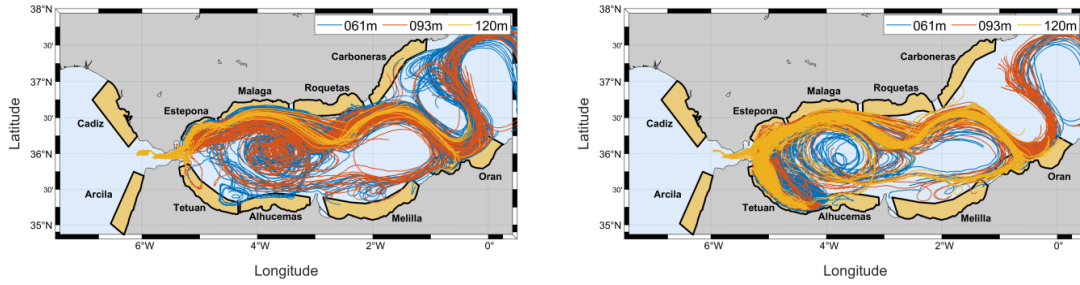 38°N
30'
37°N
30'
36°N
30'
35°N
Latitude
061m 093m 120m
Carboneras
Malaga
Roquetas
Estepona
Cadiz
Arcila
Tetuan
Alhucemas
Melilla
Oran
6°W 4°W 2°W 0°
Longitude
38°N
30'
37°N
30'
36°N
30'
35°N
Latitude
061m 093m 120m
Carboneras
Malaga
Roquetas
Estepona
Cadiz
Arcila
Tetuan
Alhucemas
Melilla
Oran
6°W 4°W 2°W 0°
Longitude